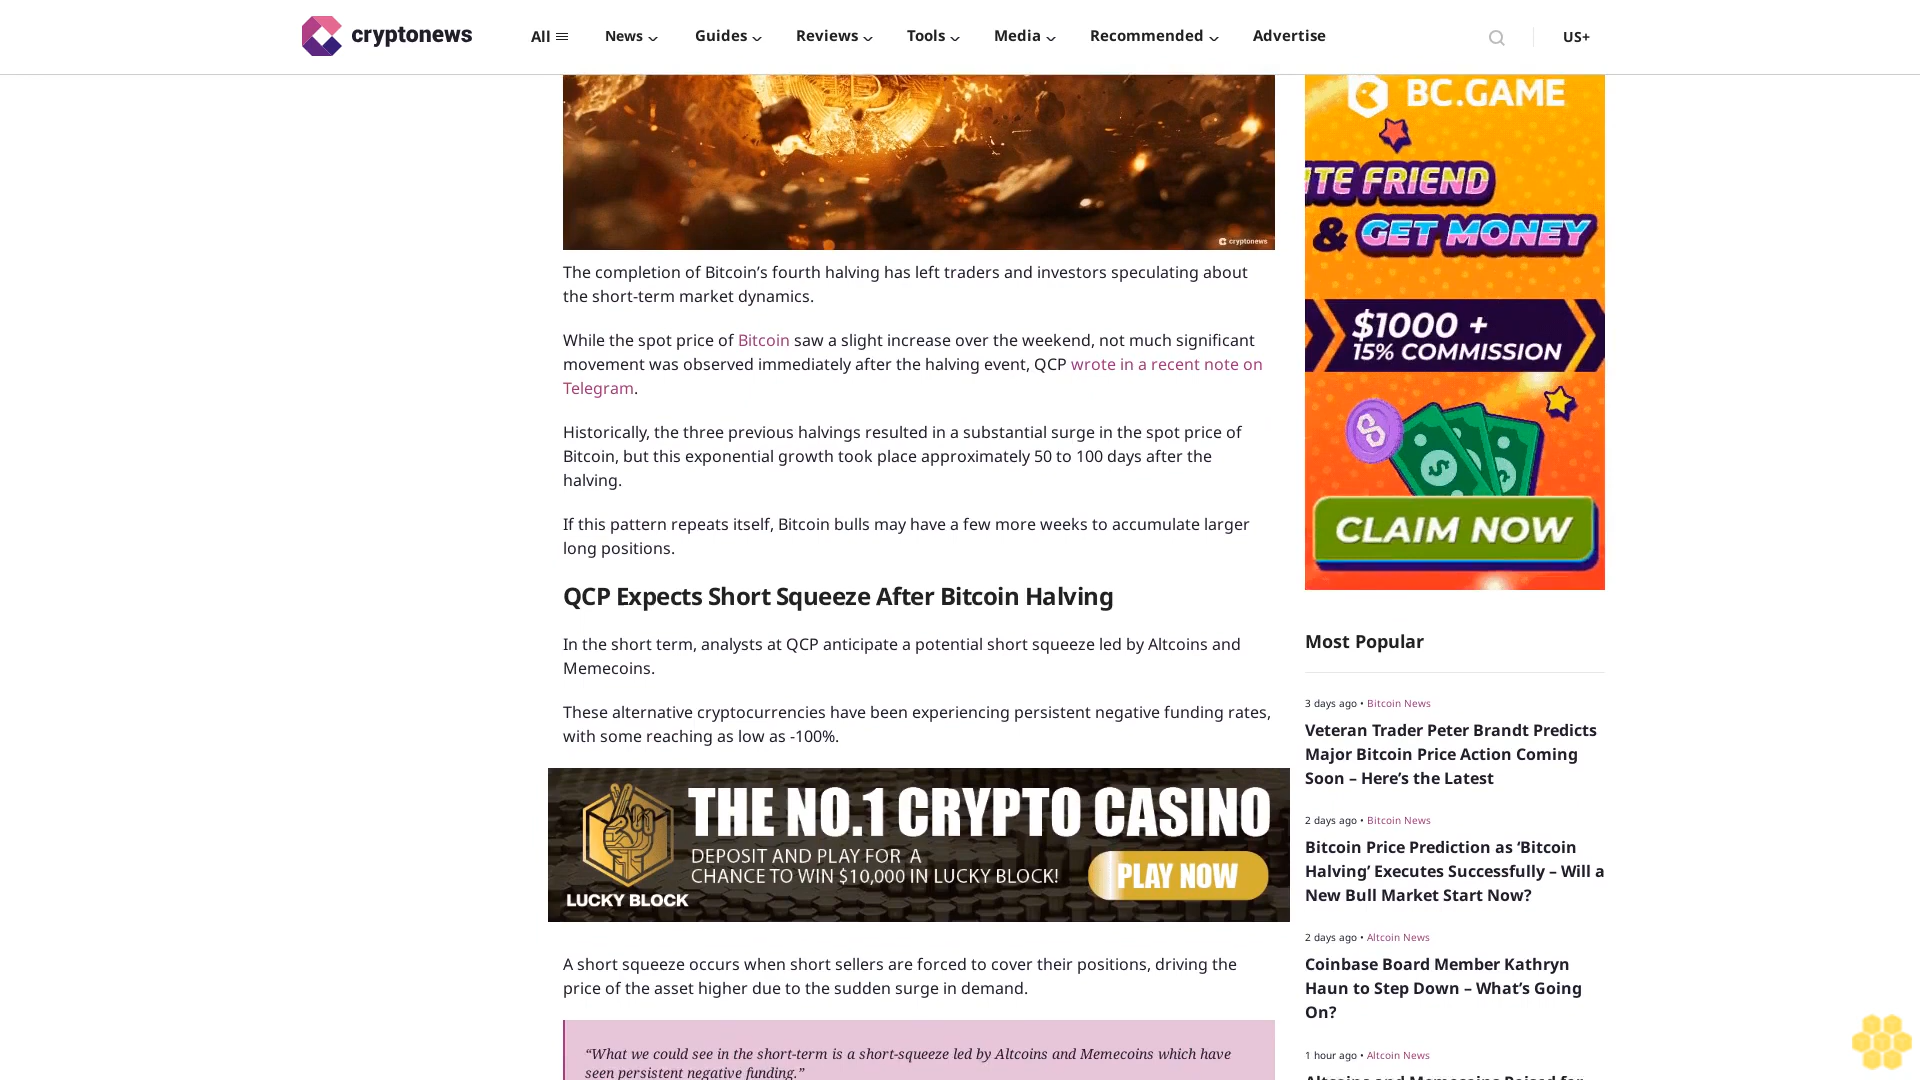 cryptonews
All
News
Guides
Reviews
Tools
Media
Recommended
Advertise
US+
cryptonews
The completion of Bitcoin’s fourth halving has left traders and investors speculating about
the short-term market dynamics.
While the spot price of Bitcoin saw a slight increase over the weekend, not much significant
movement was observed immediately after the halving event, QCP wrote in a recent note on
Telegram.
Historically, the three previous halvings resulted in a substantial surge in the spot price of
Bitcoin, but this exponential growth took place approximately 50 to 100 days after the
halving.
If this pattern repeats itself, Bitcoin bulls may have a few more weeks to accumulate larger
long positions.
QCP Expects Short Squeeze After Bitcoin Halving
In the short term, analysts at QCP anticipate a potential short squeeze led by Altcoins and
Memecoins.
These alternative cryptocurrencies have been experiencing persistent negative funding rates,
with some reaching as low as -100%.
THE NO.1 CRYPTO CASINO
DEPOSIT AND PLAY FOR A
CHANCE TO WIN $10,000 IN LUCKY BLOCK!
PLAY NOW
LUCKY BLOCK
A short squeeze occurs when short sellers are forced to cover their positions, driving the
price of the asset higher due to the sudden surge in demand.
“What we could see in the short-term is a short-squeeze led by Altcoins and Memecoins which have
seen persistent negative funding.”
BC.GAME
ITE FRIEND
& GET MONEY
$1000 +
15% COMMISSION
CLAIM NOW
Most Popular
3 days ago • Bitcoin News
Veteran Trader Peter Brandt Predicts
Major Bitcoin Price Action Coming
Soon – Here’s the Latest
2 days ago • Bitcoin News
Bitcoin Price Prediction as ‘Bitcoin
Halving’ Executes Successfully – Will a
New Bull Market Start Now?
2 days ago • Altcoin News
Coinbase Board Member Kathryn
Haun to Step Down – What’s Going
On?
1 hour ago • Altcoin News
Altcoins and Memecoins Poised for